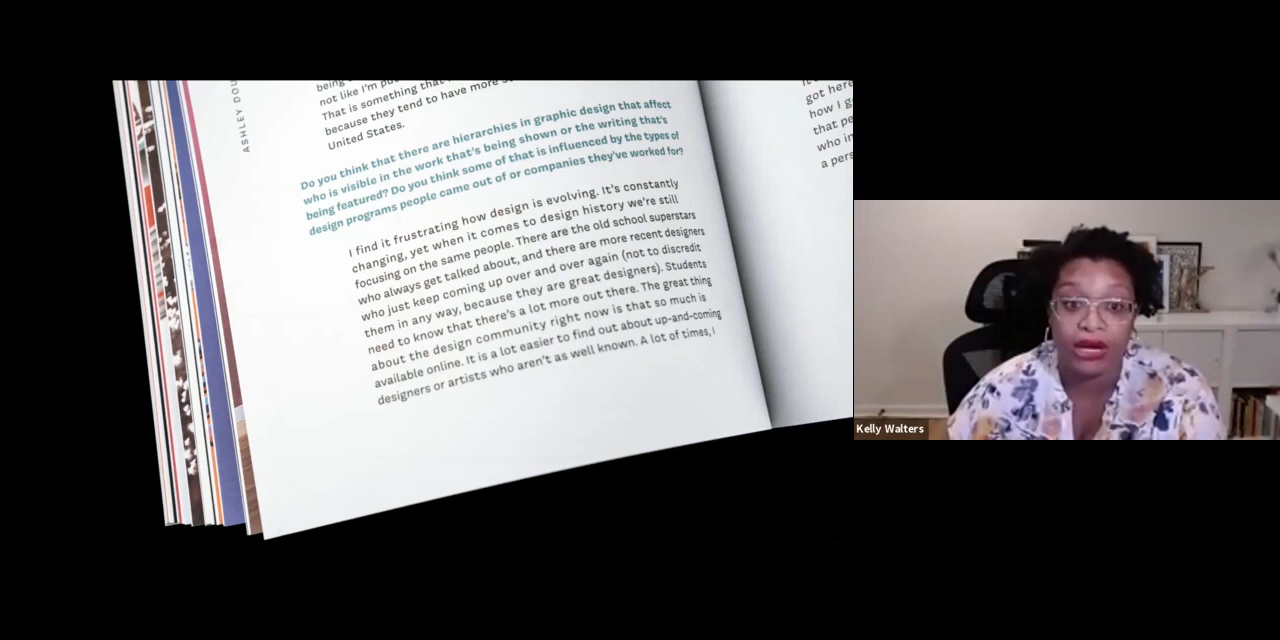 ASHLEY DOU
being
not like I'm
That is something that
because they tend to have more
United States.
Do you think that there are hierarchies in graphic design that affect
who is visible in the work that's being shown or the writing that's
being featured? Do you think some of that is influenced by the types of
design programs people came out of or companies they've worked for?
I find it frustrating how design is evolving. It's constantly
changing, yet when it comes to design history we're still
focusing on the same people. There are the old school superstars
who always get talked about, and there are more recent designers
who just keep coming up over and over again (not to discredit
them in any way, because they are great designers). Students
need to know that there's a lot more out there. The great thing
about the design community right now is that so much is
available online. It is a lot easier to find out about up-and-coming
designers or artists who aren't as well known. A lot of times, I
got here
how I g
that pe
who in
a pers
Kelly Walters